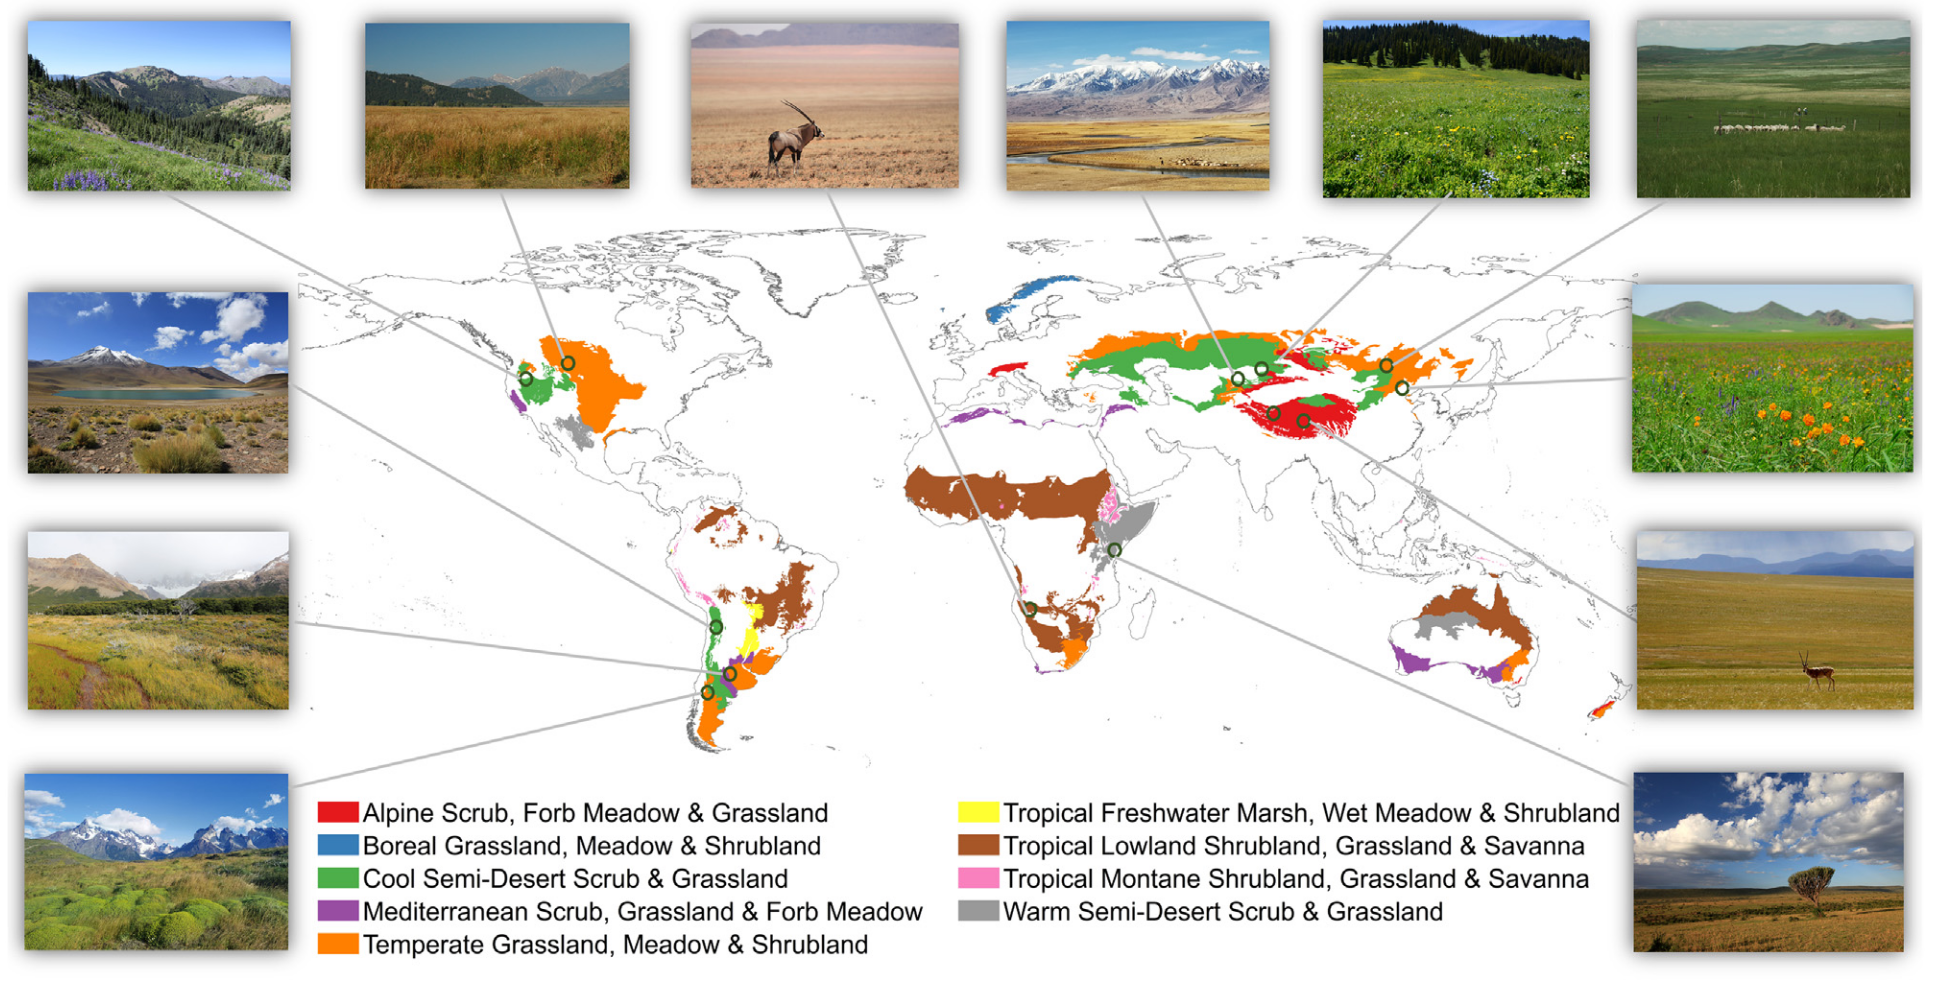 Alpine Scrub, Forb Meadow & Grassland
Boreal Grassland, Meadow & Shrubland
Cool Semi-Desert Scrub & Grassland
Mediterranean Scrub, Grassland & Forb Meadow
Temperate Grassland, Meadow & Shrubland
Tropical Freshwater Marsh, Wet Meadow & Shrubland
Tropical Lowland Shrubland, Grassland & Savanna
Tropical Montane Shrubland, Grassland & Savanna
Warm Semi-Desert Scrub & Grassland